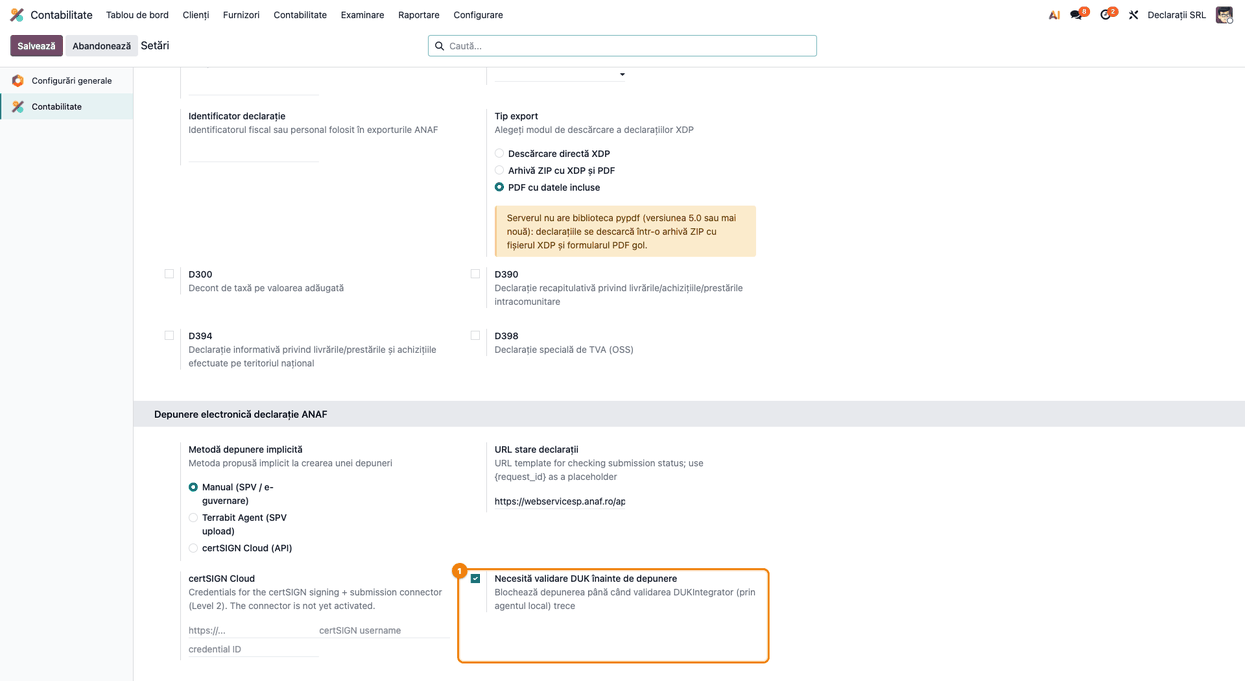 Contabilitate Tablou de bord Clienți Furnizori Contabilitate Examinare Raportare Configurare AI 8 2 Declarații SRL
Salvează Abandonează Setări Caută...
Configurări generale
Contabilitate
Identificator declarație
Identificatorul fiscal sau personal folosit în exporturile ANAF
Tip export
Alegeți modul de descărcare a declarațiilor XDP
Descărcare directă XDP
Arhivă ZIP cu XDP și PDF
PDF cu datele incluse
Serverul nu are biblioteca pypdf (versiunea 5.0 sau mai
nouă): declarațiile se descarcă într-o arhivă ZIP cu
fișierul XDP și formularul PDF gol.
D300
Decont de taxă pe valoarea adăugată
D390
Declarație recapitulativă privind livrările/achizițiile/prestările
intracomunitare
D394
Declarație informativă privind livrările/prestările și achizițiile
efectuate pe teritoriul național
D398
Declarație specială de TVA (OSS)
Depunere electronică declarație ANAF
Metodă depunere implicită
Metoda propusă implicit la crearea unei depuneri
Manual (SPV / e-
guvernare)
Terrabit Agent (SPV
upload)
certSIGN Cloud (API)
URL stare declarații
URL template for checking submission status; use
{request_id} as a placeholder
https://webservicesp.anaf.ro/ap
certSIGN Cloud
Credentials for the certSIGN signing + submission connector
(Level 2). The connector is not yet activated.
https://... certSIGN username
credential ID
1
Necesită validare DUK înainte de depunere
Blochează depunerea până când validarea DUKIntegrator (prin
agentul local) trece